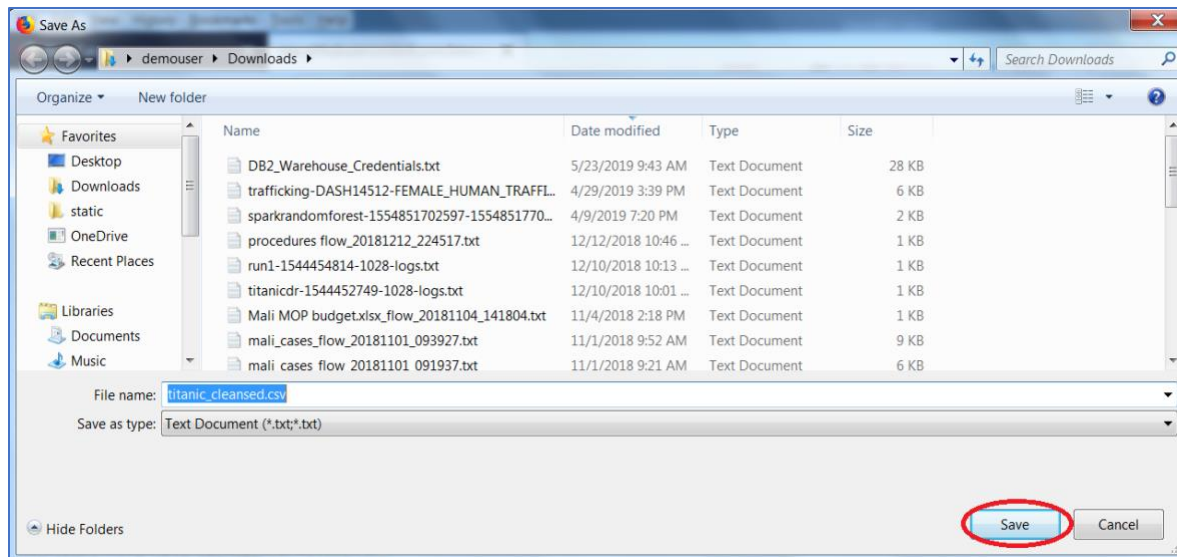 Save As
demouser Downloads
Search Downloads
Organize New folder
Favorites
Desktop
Downloads
static
OneDrive
Recent Places
Libraries
Documents
Music
Name Date modified Type Size
DB2_Warehouse_Credentials.txt 5/23/2019 9:43 AM Text Document 28 KB
trafficking-DASH14512-FEMALE_HUMAN_TRAFFI... 4/29/2019 3:39 PM Text Document 6 KB
sparkrandomforest-1554851702597-1554851770... 4/9/2019 7:20 PM Text Document 2 KB
procedures flow_20181212_224517.txt 12/12/2018 10:46 ... Text Document 1 KB
run1-1544454814-1028-logs.txt 12/10/2018 10:13 ... Text Document 1 KB
titanicdr-1544452749-1028-logs.txt 12/10/2018 10:01 ... Text Document 1 KB
Mali MOP budget.xlsx_flow_20181104_141804.txt 11/4/2018 2:18 PM Text Document 1 KB
mali_cases_flow_20181101_093927.txt 11/1/2018 9:52 AM Text Document 9 KB
mali_cases_flow_20181101_091937.txt 11/1/2018 9:21 AM Text Document 6 KB
File name: titanic_cleansed.csv
Save as type: Text Document (*.txt;*.txt)
Hide Folders
Save Cancel